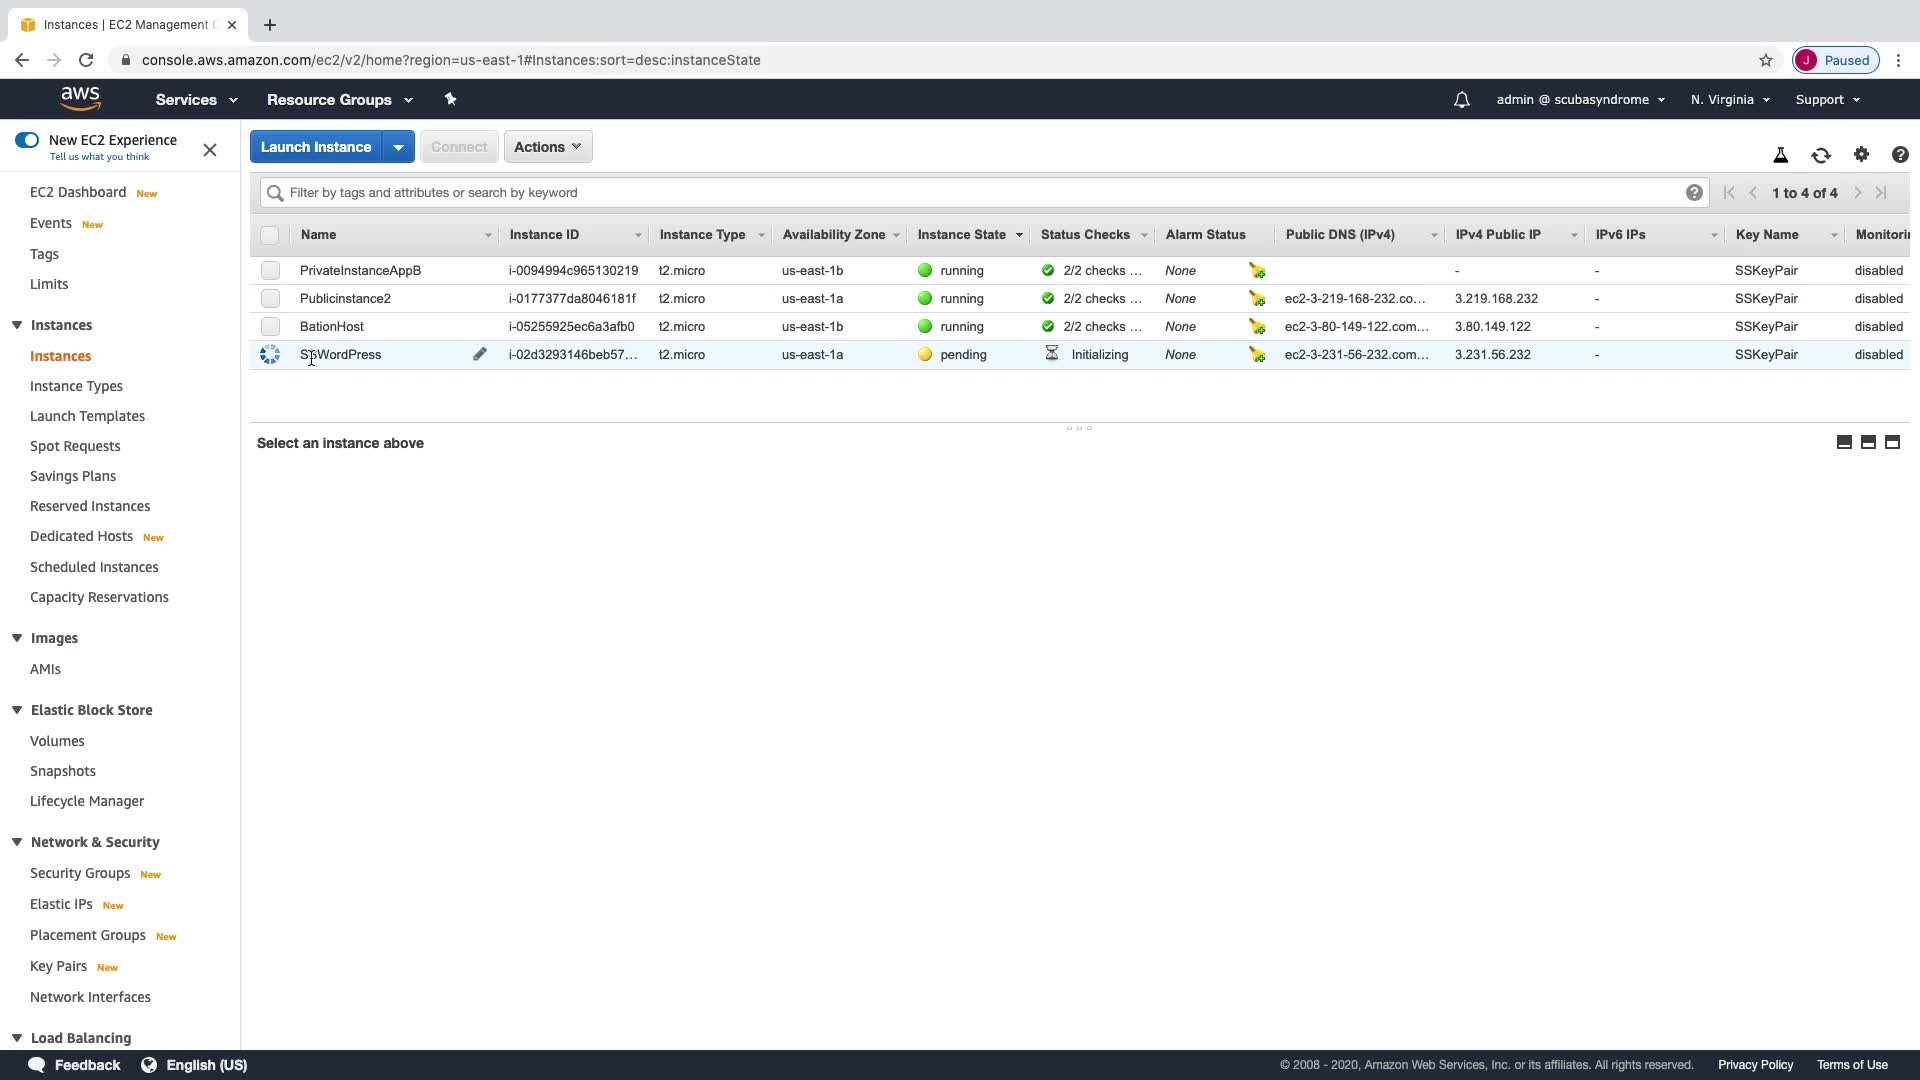 Instances | EC2 Management C
console.aws.amazon.com/ec2/v2/home?region=us-east-1#Instances:sort=desc:instanceState
J Paused
aws Services Resource Groups admin @ scubasyndrome N. Virginia Support
New EC2 Experience
Tell us what you think
EC2 Dashboard New
Events New
Tags
Limits
Instances
Instances
Instance Types
Launch Templates
Spot Requests
Savings Plans
Reserved Instances
Dedicated Hosts New
Scheduled Instances
Capacity Reservations
Images
AMIs
Elastic Block Store
Volumes
Snapshots
Lifecycle Manager
Network & Security
Security Groups New
Elastic IPs New
Placement Groups New
Key Pairs New
Network Interfaces
Load Balancing
Launch Instance Connect Actions
Filter by tags and attributes or search by keyword 1 to 4 of 4
Name Instance ID Instance Type Availability Zone Instance State Status Checks Alarm Status Public DNS (IPv4) IPv4 Public IP IPv6 IPs Key Name Monitorin
PrivateInstanceAppB i-0094994c965130219 t2.micro us-east-1b running 2/2 checks ... None - - SSKeyPair disabled
Publicinstance2 i-0177377da8046181f t2.micro us-east-1a running 2/2 checks ... None ec2-3-219-168-232.co... 3.219.168.232 - SSKeyPair disabled
BationHost i-05255925ec6a3afb0 t2.micro us-east-1b running 2/2 checks ... None ec2-3-80-149-122.com... 3.80.149.122 - SSKeyPair disabled
SSWordPress i-02d3293146beb57... t2.micro us-east-1a pending Initializing None ec2-3-231-56-232.com... 3.231.56.232 - SSKeyPair disabled
Select an instance above
Feedback English (US) © 2008 - 2020, Amazon Web Services, Inc. or its affiliates. All rights reserved. Privacy Policy Terms of Use